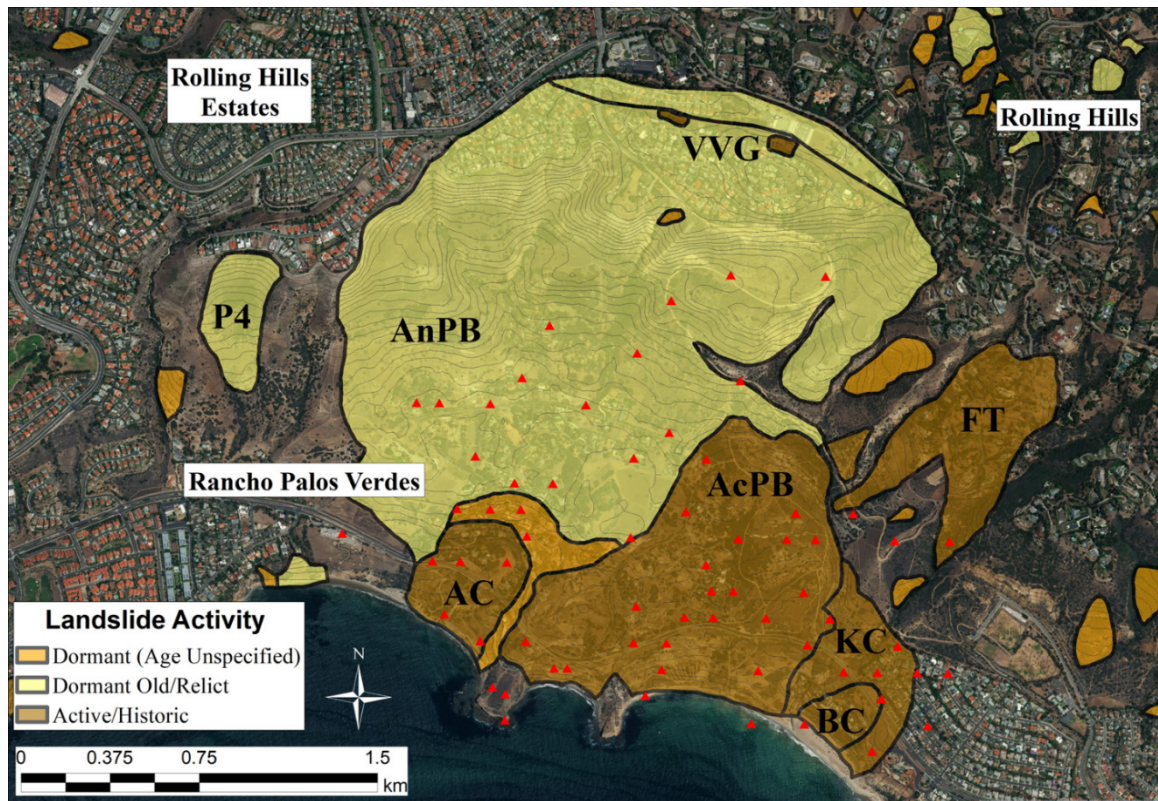 Rolling Hills
Estates
Rolling Hills
VVG
P4
AnPB
FT
Rancho Palos Verdes
AcPB
AC
KC
BC
Landslide Activity
Dormant (Age Unspecified)
Dormant Old/Relict
Active/Historic
N
0 0.375 0.75 1.5
km